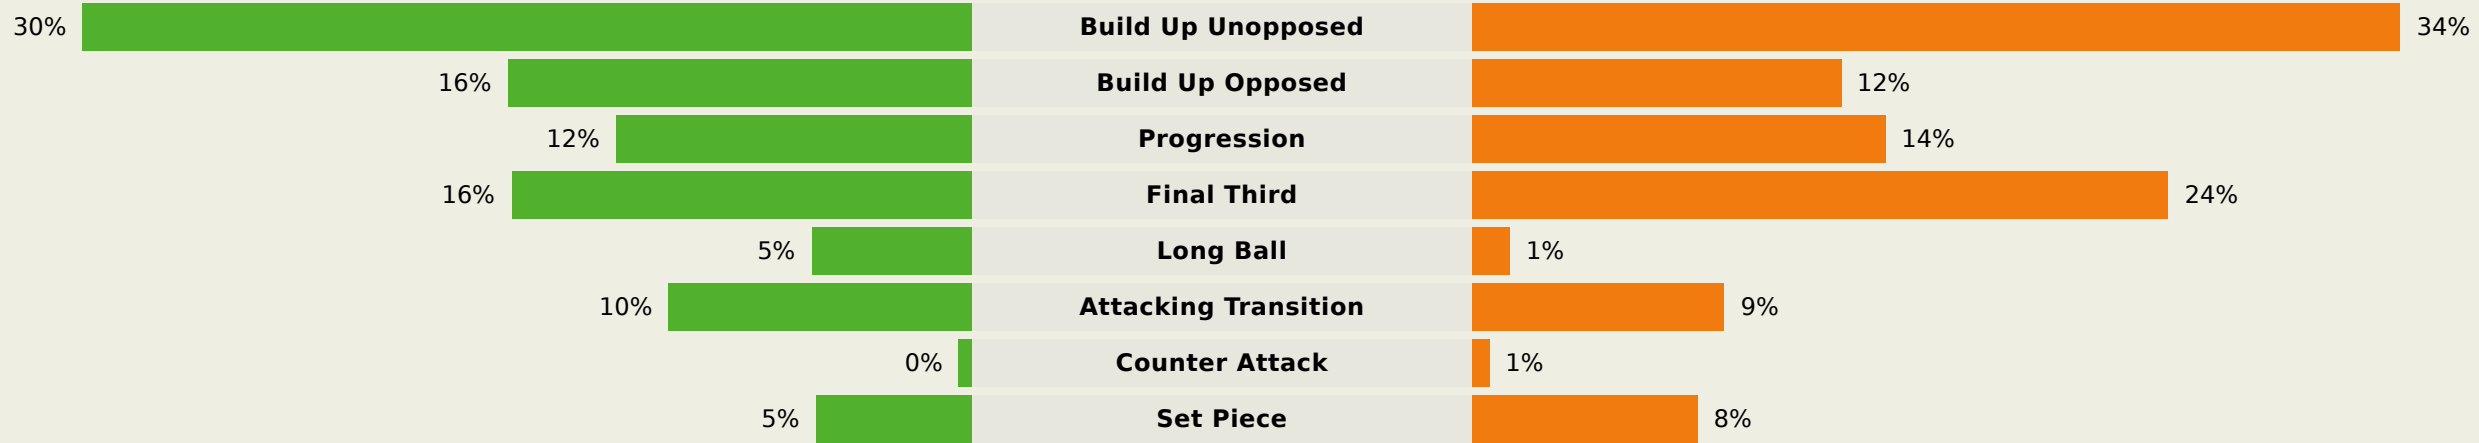 30% Build Up Unopposed 34%
16% Build Up Opposed 12%
12% Progression 14%
16% Final Third 24%
5% Long Ball 1%
10% Attacking Transition 9%
0% Counter Attack 1%
5% Set Piece 8%